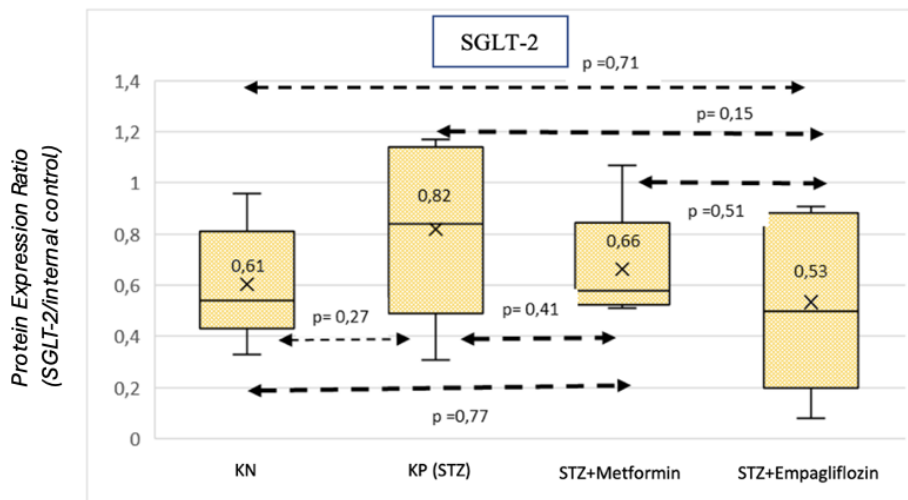 SGLT-2
p =0,71
1,4
p= 0,15
1,2
1
p =0,51
0,82
0,8
0,66
0,61
0,53
0,6
p= 0,27
p= 0,41
0,4
0,2
p =0,77
0
KN
KP (STZ)
STZ+Metformin
STZ+Empagliflozin
Protein Expression Ratio
(SGLT-2/internal control)